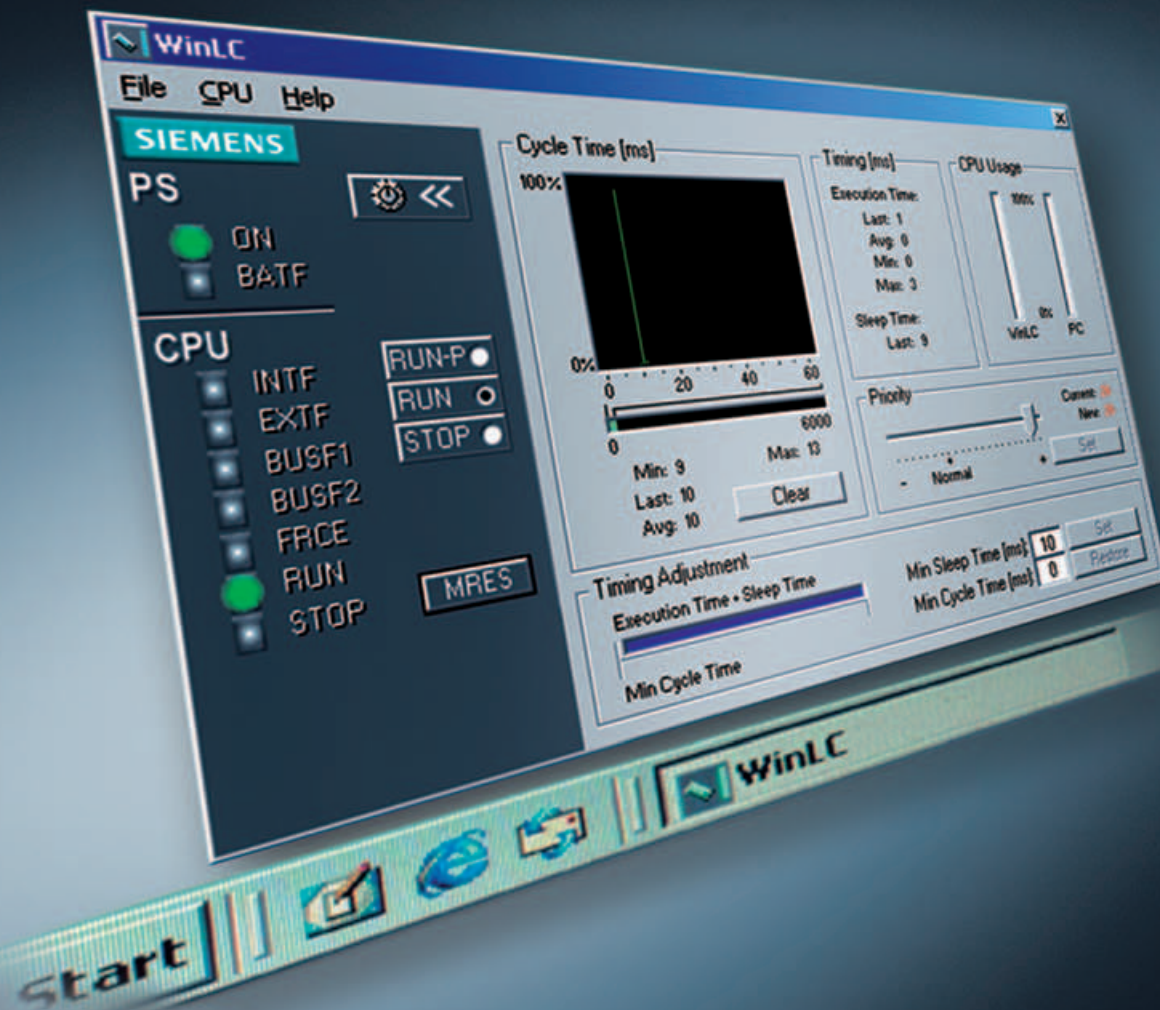 WinLC
File CPU Help
SIEMENS
PS
ON
BATF
CPU
INTF
EXTF
BUSF1
BUSF2
FRCE
RUN
STOP
<<
RUN-P
RUN
STOP
MRES
Cycle Time [ms]
100%
0%
0 20 40 60
0 6000
Min: 9 Max: 13
Last: 10
Avg: 10
Clear
Timing [ms]
Execution Time:
Last: 1
Avg: 0
Min: 0
Max: 3
Sleep Time:
Last: 9
CPU Usage
100%
0%
WinLC PC
Priority
Current:
New:
Set
- Normal +
Timing Adjustment
Execution Time + Sleep Time
Min Cycle Time
Min Sleep Time [ms]: 10 Set
Min Cycle Time [ms]: 0 Restore
Start
WinLC